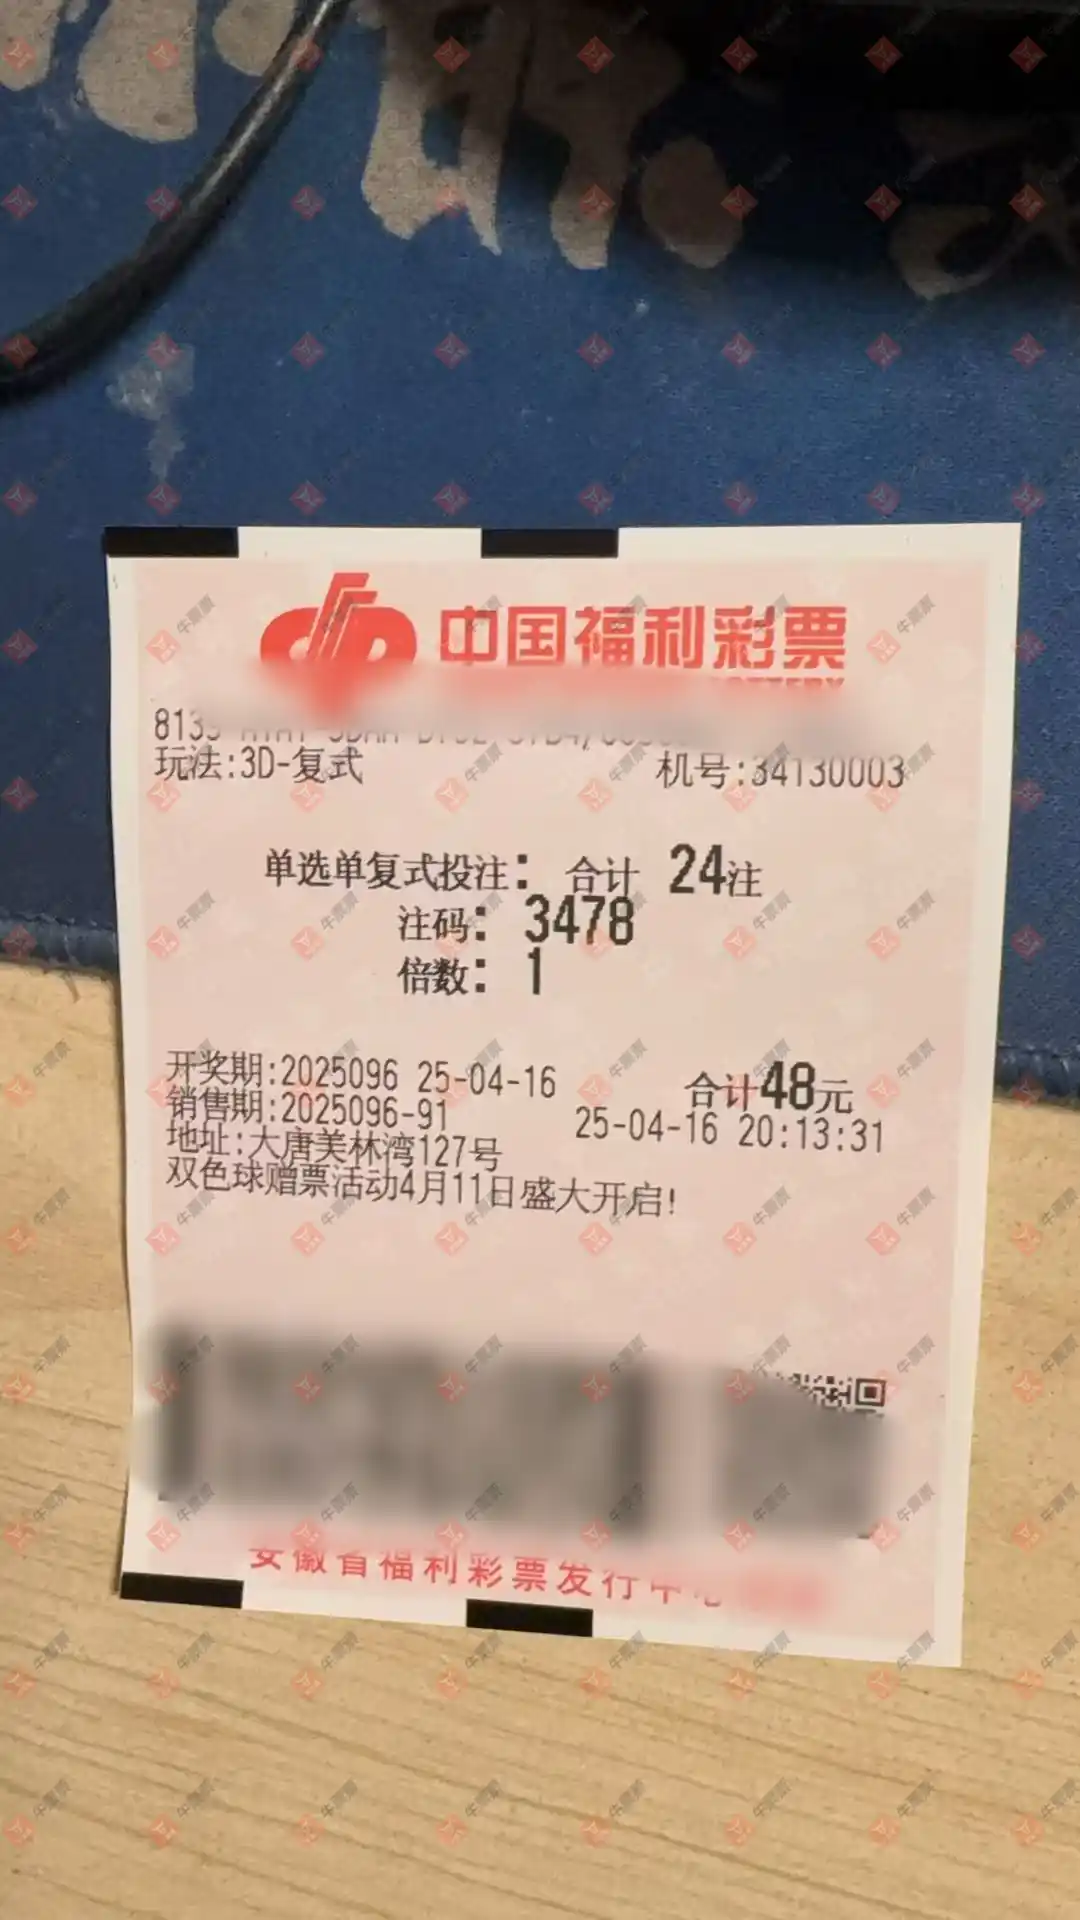 中国福利彩票
玩法:3D-复式 机号:34130003
单选单复式投注: 合计 24注
注码: 3478
倍数: 1
开奖期:2025096 25-04-16 合计48元
销售期:2025096-91 25-04-16 20:13:31
地址:大唐美林湾127号
双色球赠票活动4月11日盛大开启!
安徽省福利彩票发行中心
牛票票